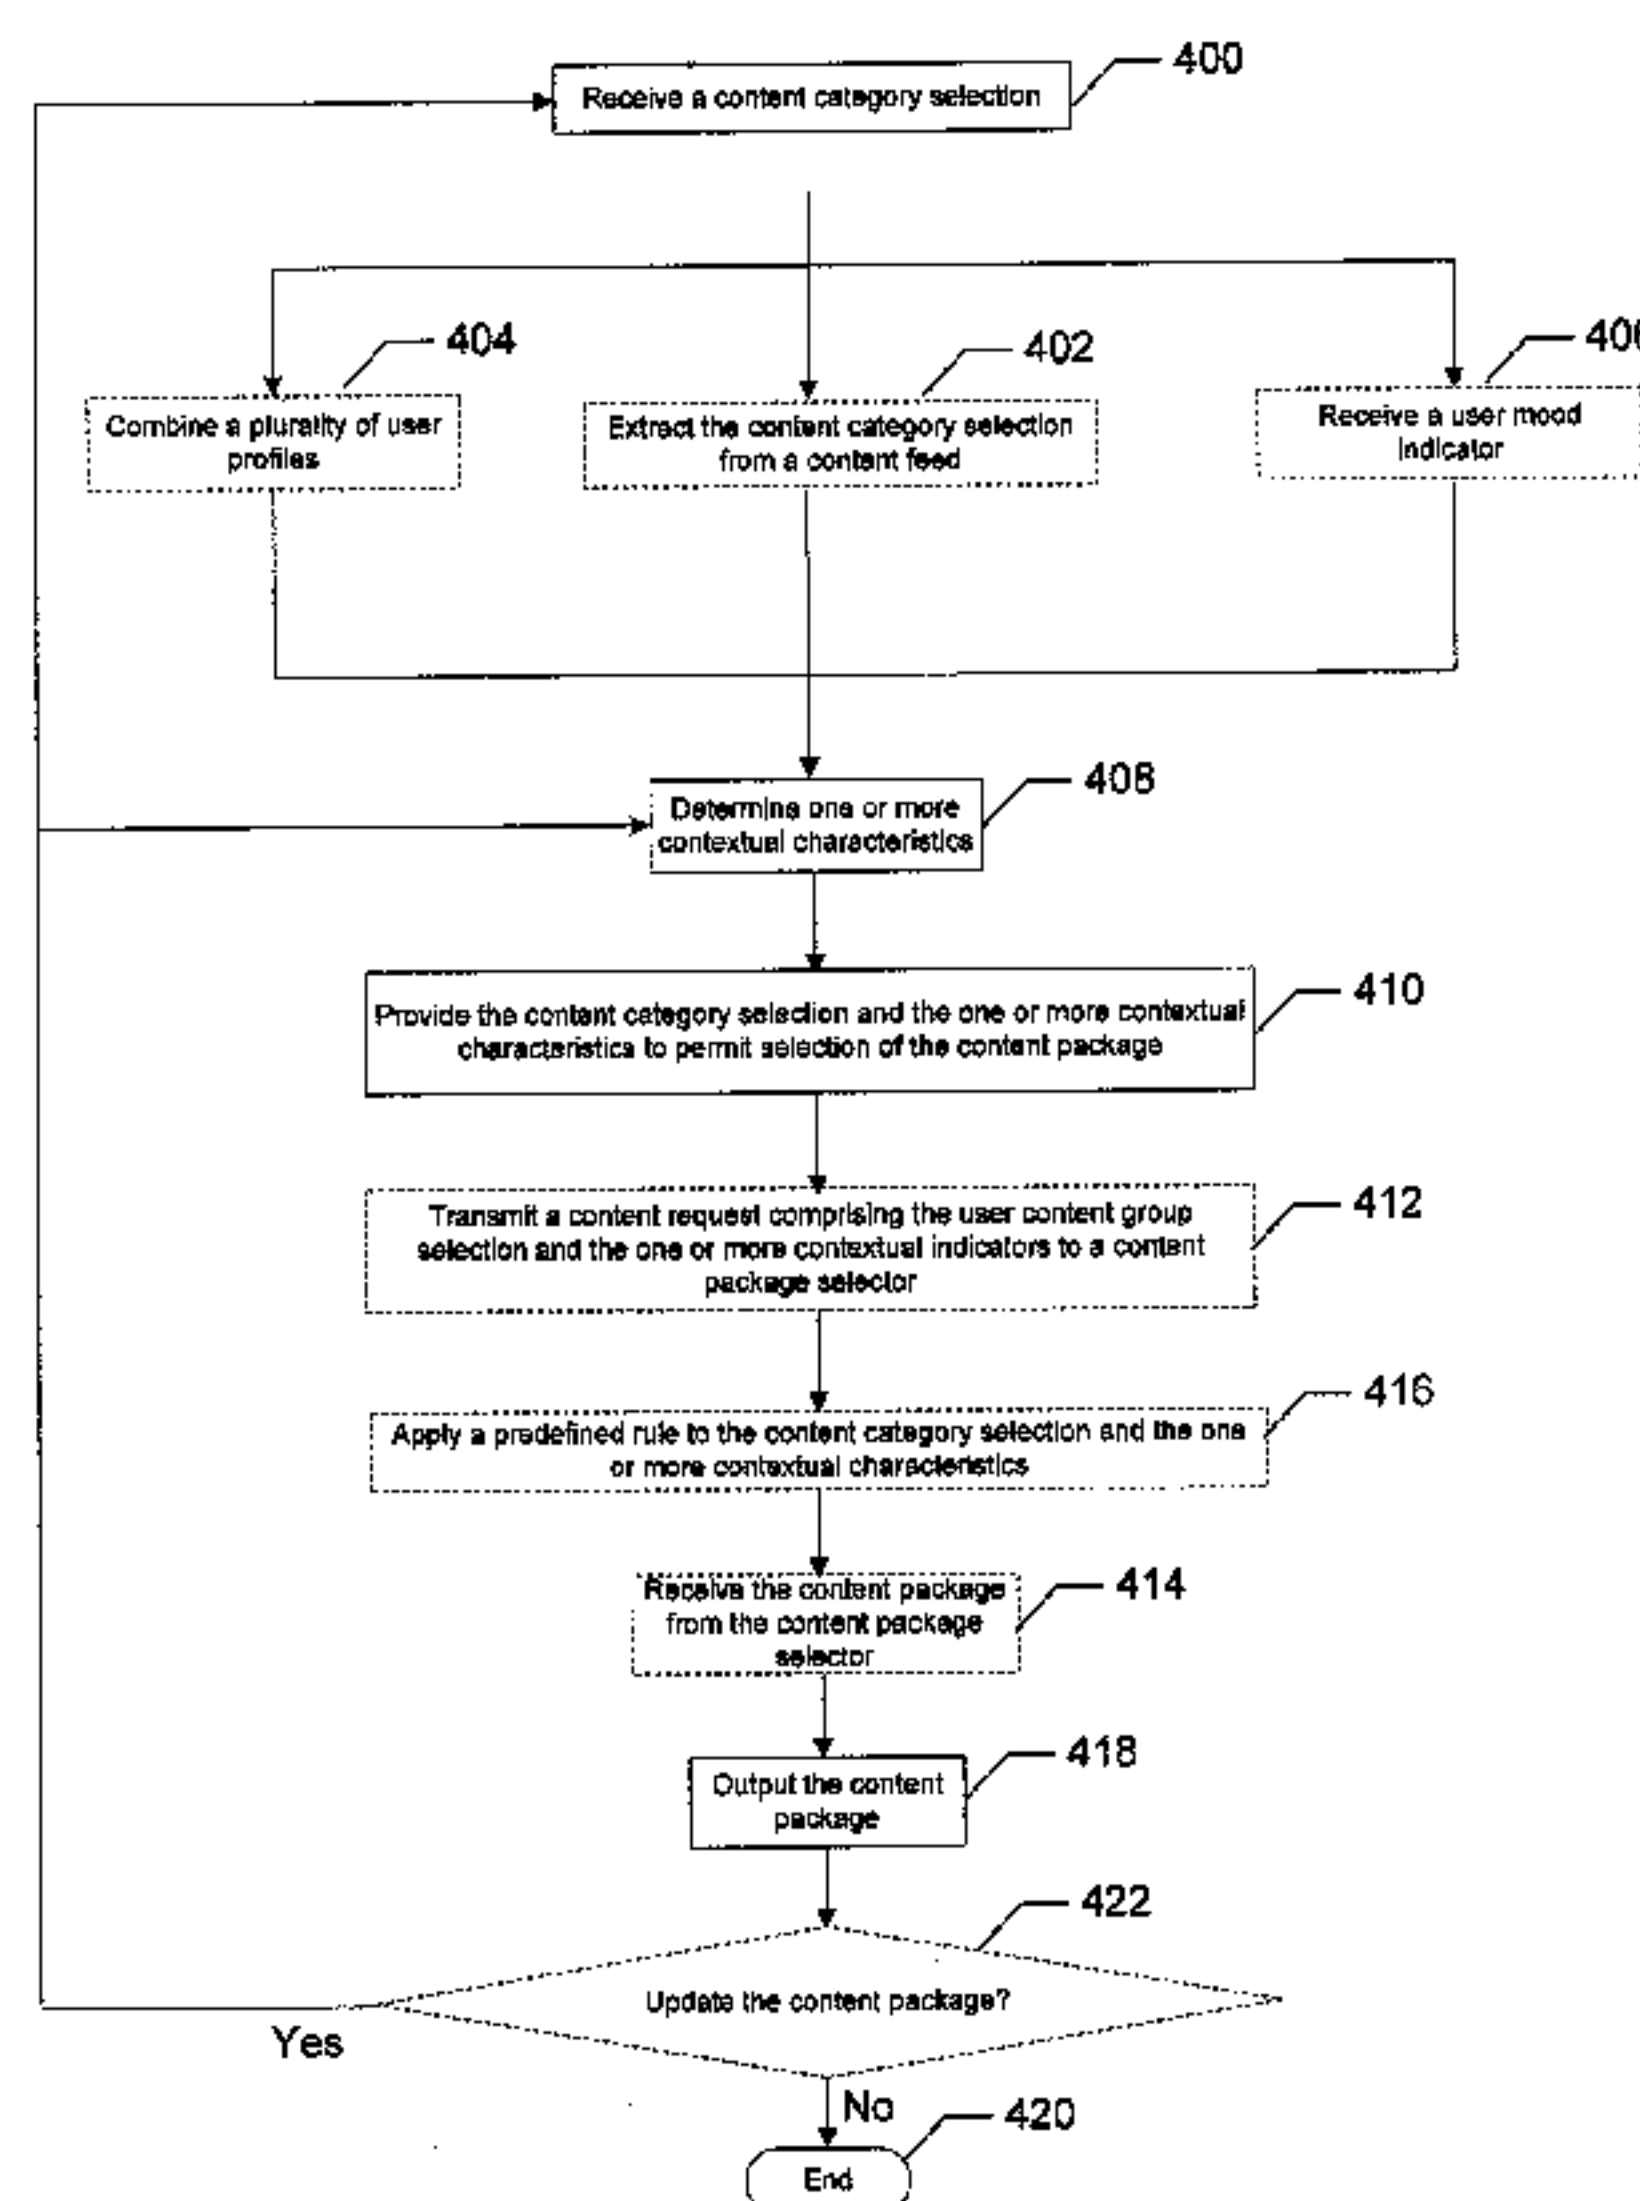 400
Receive a content category selection
404
402
Combine a plurality of user
profiles
Extract the content category selection
from a content feed
Receive a user mood
indicator
408
Determine one or more
contextual characteristics
410
Provide the content category selection and the one or more contextual
characteristics to permit selection of the content package
412
Transmit a content request comprising the user content group
selection and the one or more contextual indicators to a content
package selector
416
Apply a predefined rule to the content category selection and the one
or more contextual characteristics
414
Receive the content package
from the content package
selector
418
Output the content
package
422
Update the content package?
Yes
No
420
End